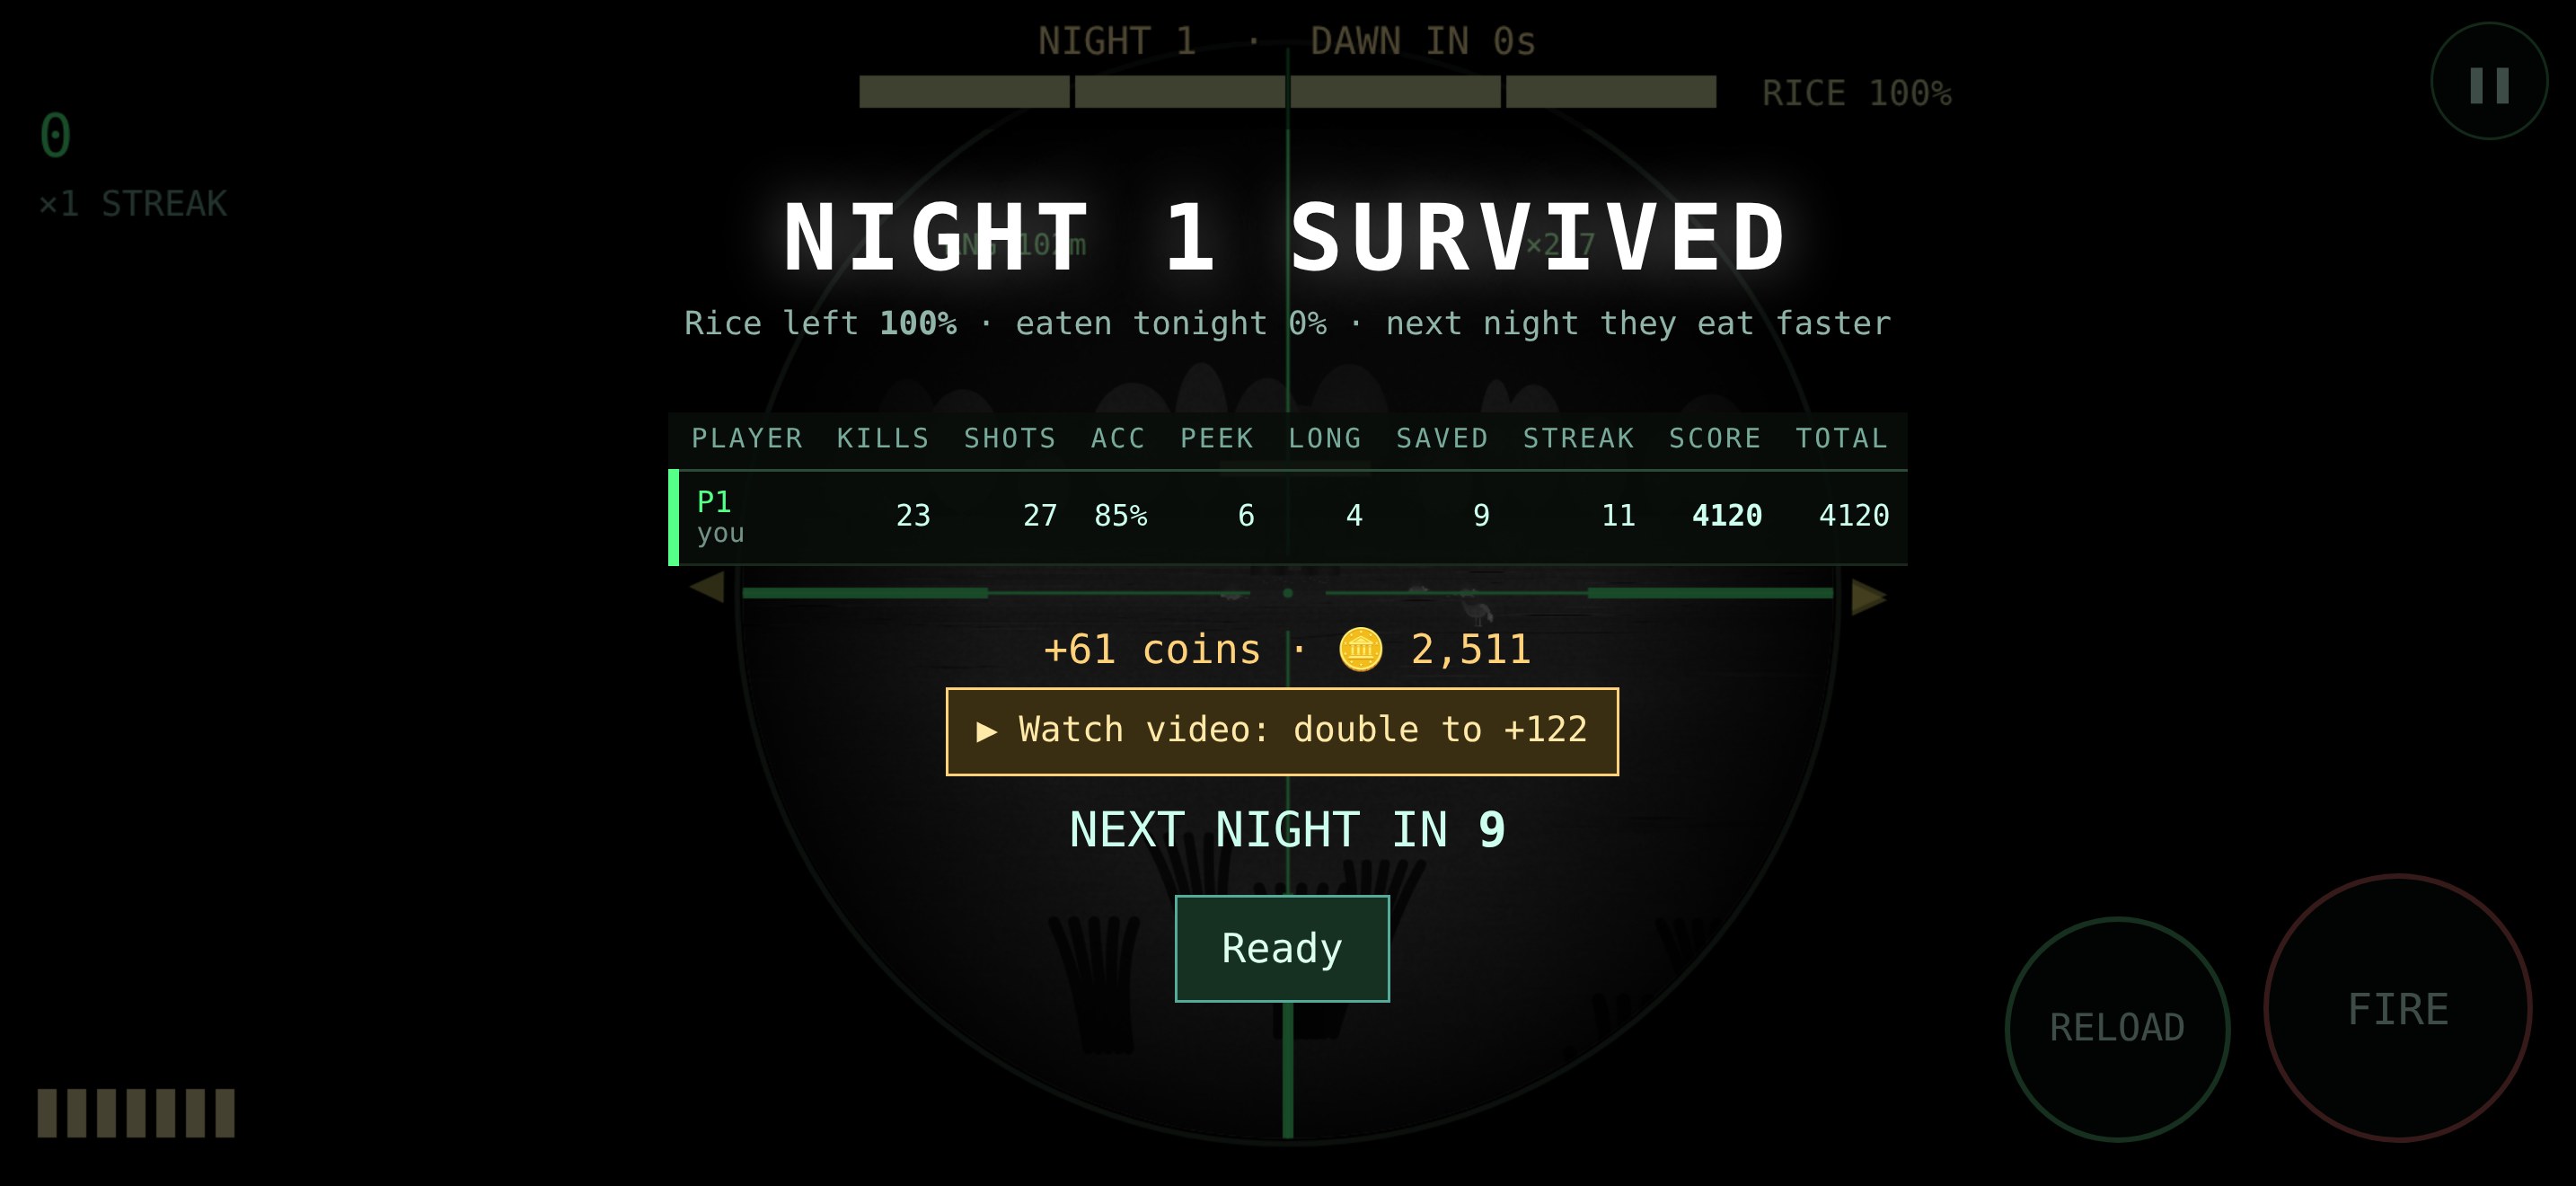 NIGHT 1 · DAWN IN 0s
RICE 100%
0
×1 STREAK
NIGHT 1 SURVIVED
Rice left 100% · eaten tonight 0% · next night they eat faster
PLAYER KILLS SHOTS ACC PEEK LONG SAVED STREAK SCORE TOTAL
P1 23 27 85% 6 4 9 11 4120 4120
you
+61 coins · 2,511
▶ Watch video: double to +122
NEXT NIGHT IN 9
Ready
RELOAD
FIRE